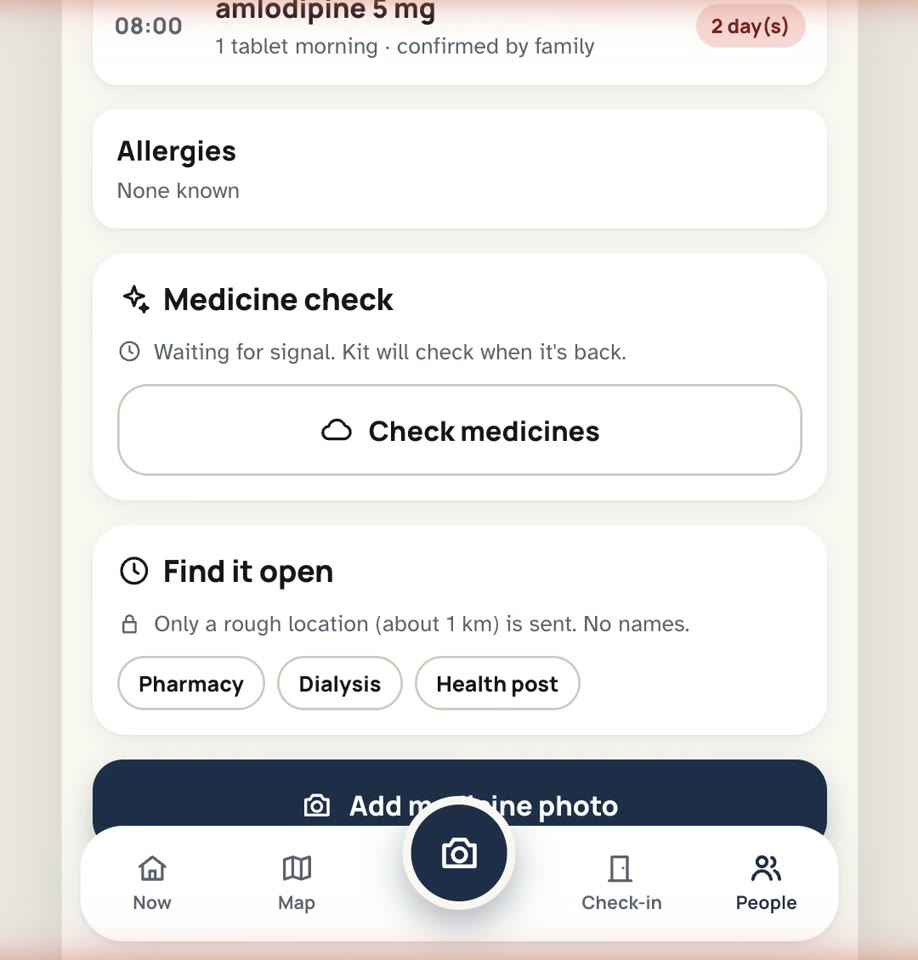 amlodipine 5 mg
08:00
1 tablet morning · confirmed by family
2 day(s)
Allergies
None known
Medicine check
Waiting for signal. Kit will check when it's back.
Check medicines
Find it open
Only a rough location (about 1 km) is sent. No names.
Pharmacy
Dialysis
Health post
Add medicine photo
Now
Map
Check-in
People